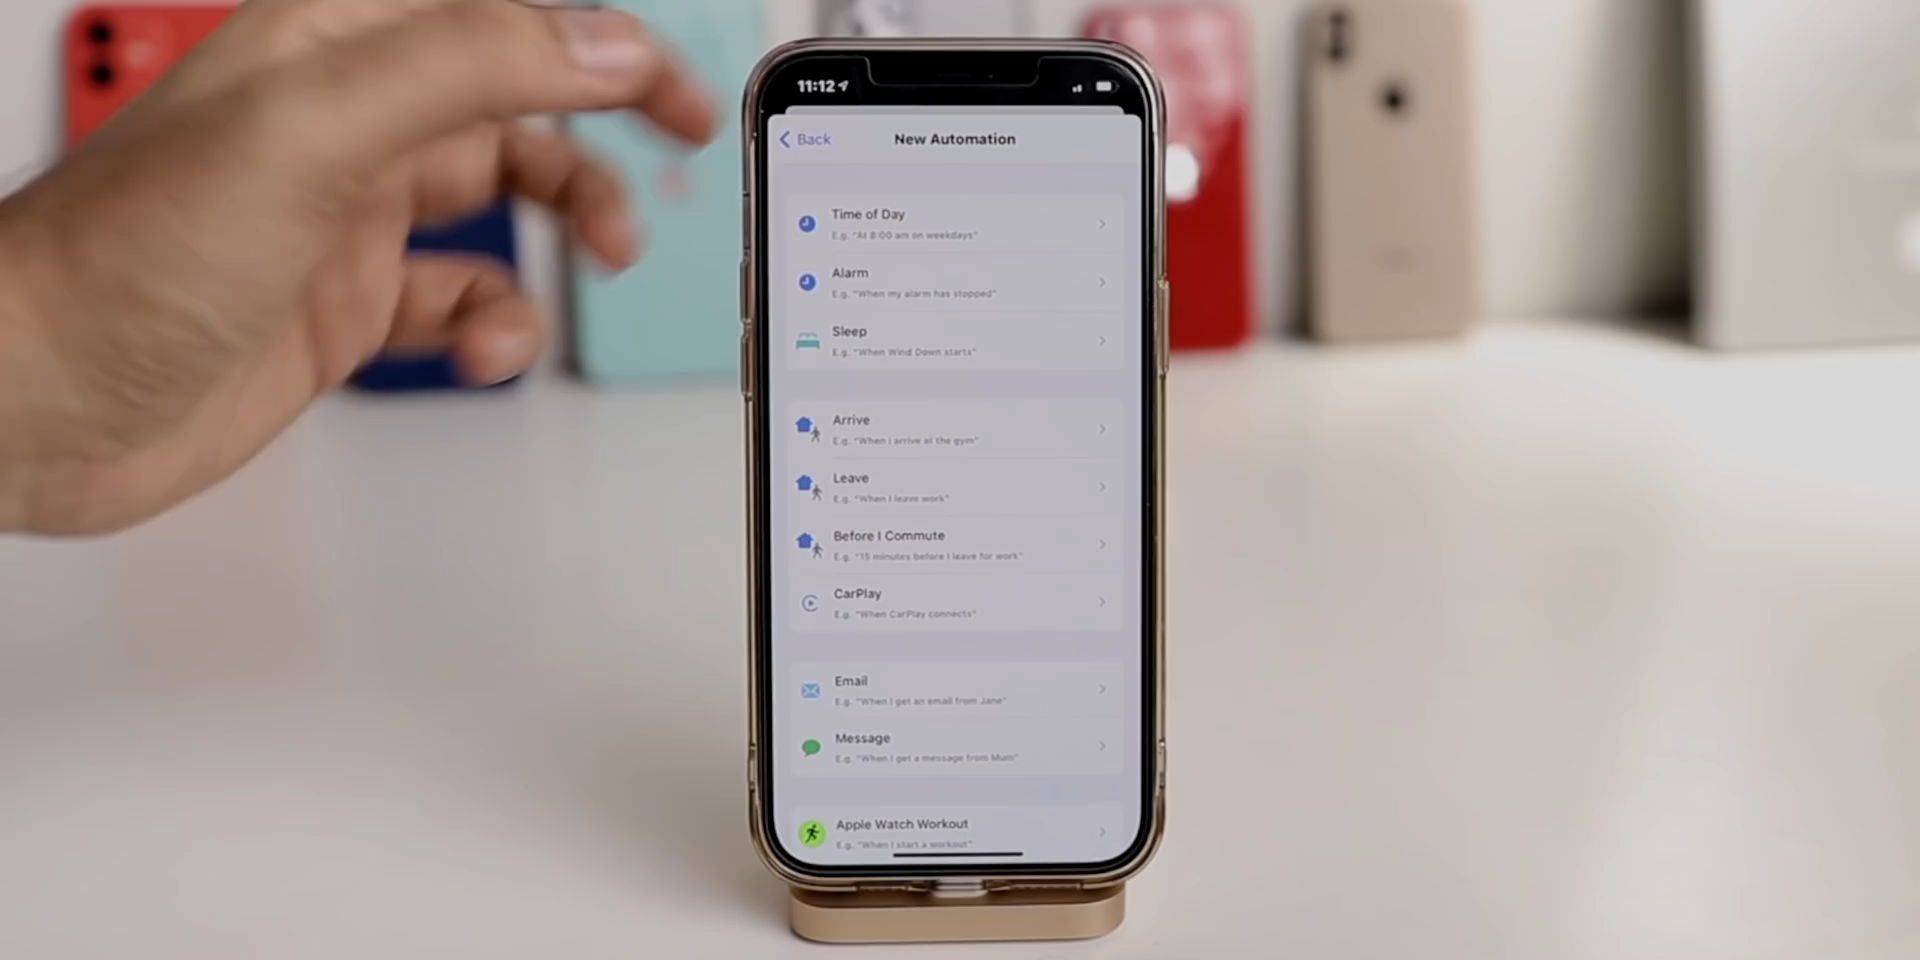 11:12
Back
New Automation
Time of Day
E.g. "At 8:00 am on weekdays"
Alarm
E.g. "When my alarm has stopped"
Sleep
E.g. "When Wind Down starts"
Arrive
E.g. "When I arrive at the gym"
Leave
E.g. "When I leave work"
Before I Commute
E.g. "15 minutes before I leave for work"
CarPlay
E.g. "When CarPlay connects"
Email
E.g. "When I get an email from Jane"
Message
E.g. "When I get a message from Mum"
Apple Watch Workout
E.g. "When I start a workout"